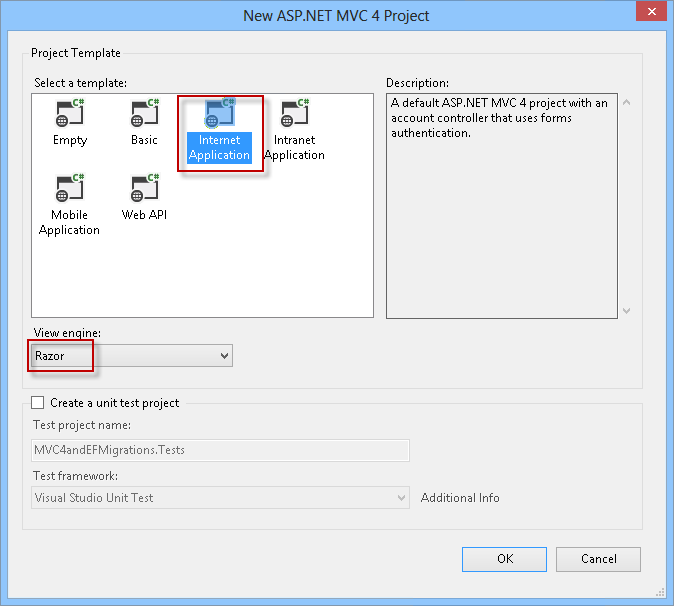 New ASP.NET MVC 4 Project
Project Template
Select a template:
Description:
C#
C#
C#
C#
Empty
Basic
Internet
Application
Intranet
Application
A default ASP.NET MVC 4 project with an
account controller that uses forms
authentication.
C#
C#
Mobile
Application
Web API
View engine:
Razor
Create a unit test project
Test project name:
MVC4andEFMigrations.Tests
Test framework:
Visual Studio Unit Test
Additional Info
OK
Cancel